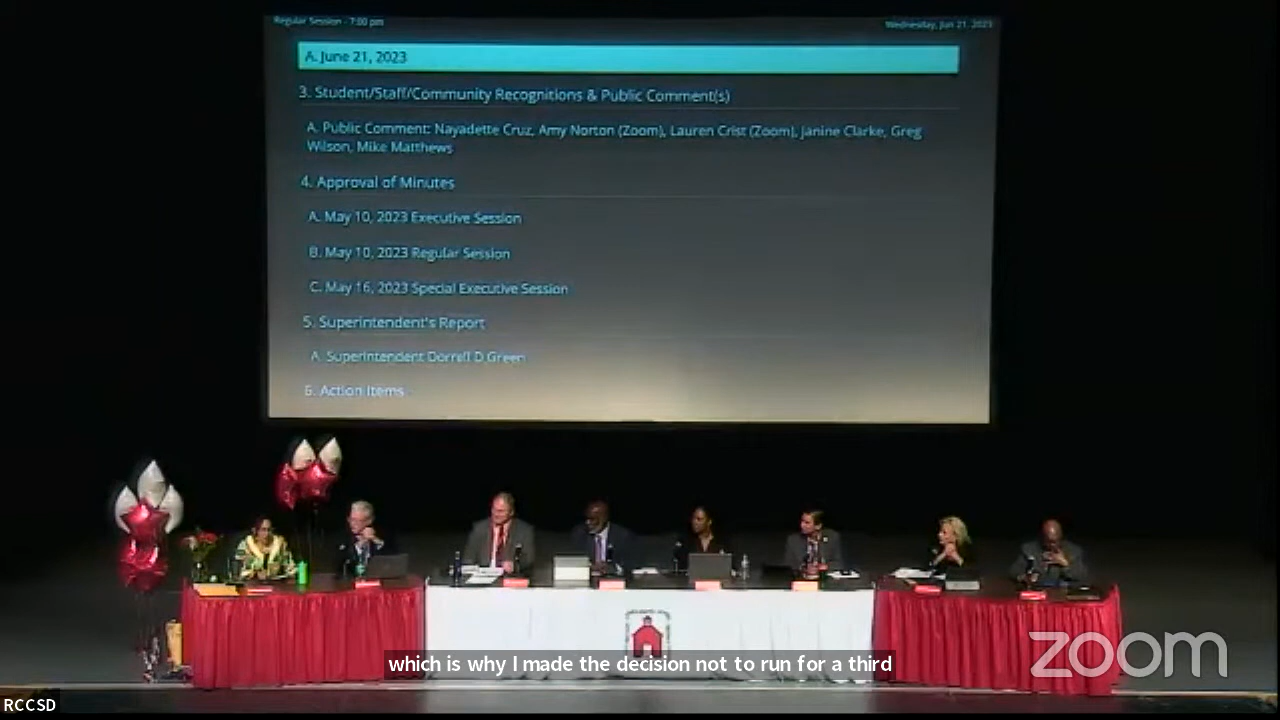 Regular Session - 7:00 pm
Wednesday, Jun 21, 2023
A. June 21, 2023
3. Student/Staff/Community Recognitions & Public Comment(s)
A. Public Comment: Nayadette Cruz, Amy Norton (Zoom), Lauren Crist (Zoom), Janine Clarke, Greg
Wilson, Mike Matthews
4. Approval of Minutes
A. May 10, 2023 Executive Session
B. May 10, 2023 Regular Session
C. May 16, 2023 Special Executive Session
5. Superintendent's Report
A. Superintendent Dorrell D Green
6. Action Items
which is why I made the decision not to run for a third
zoom
RCCSD